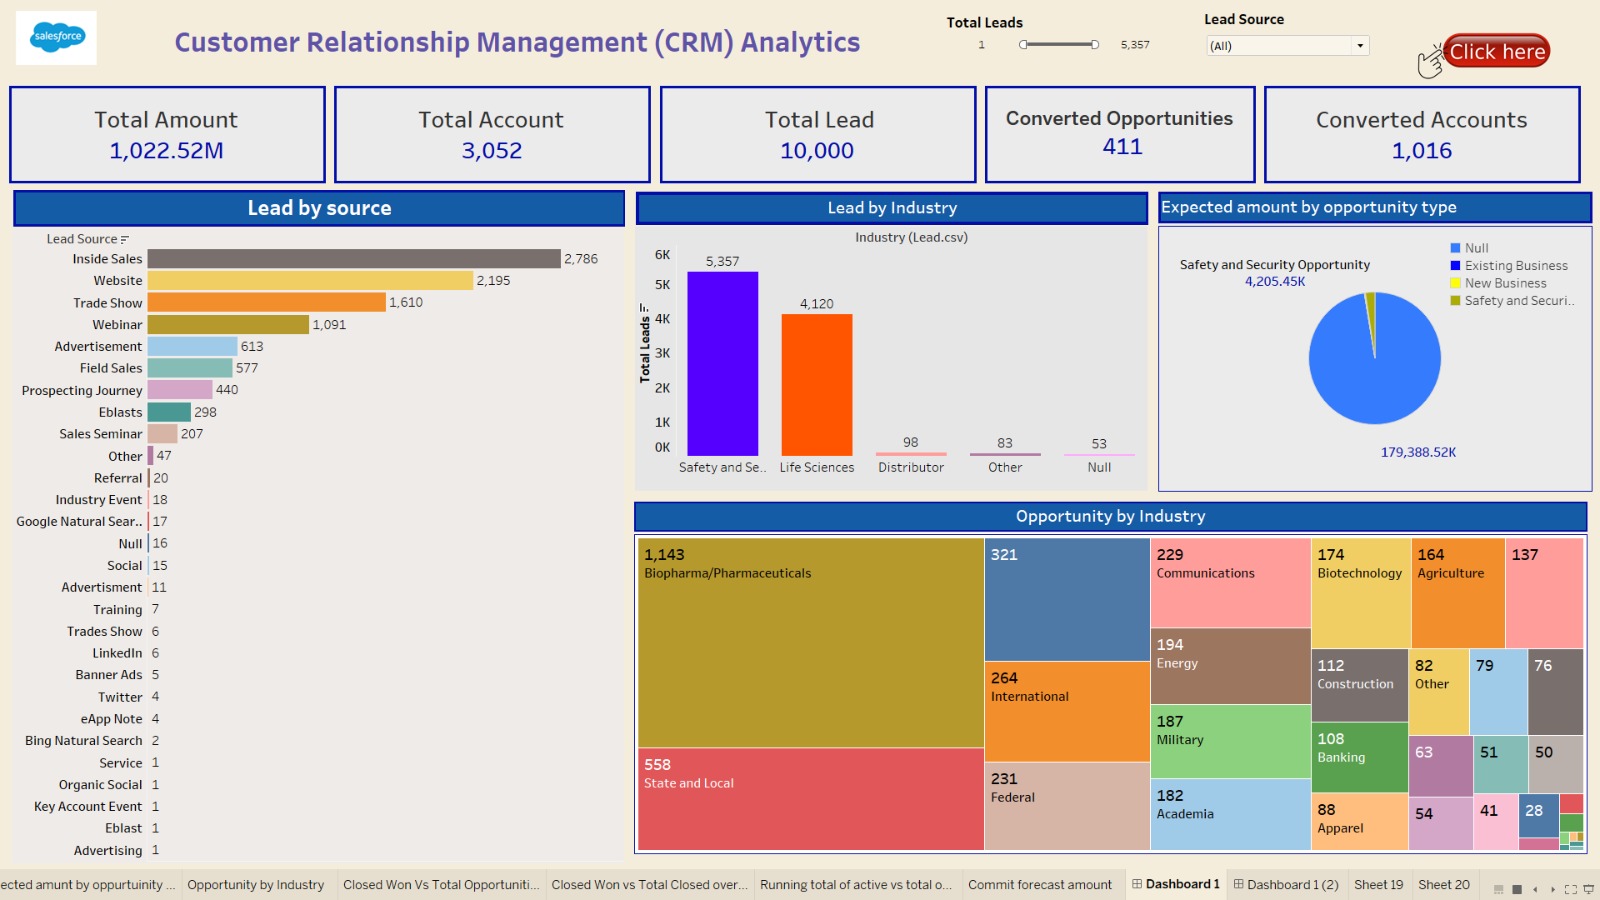 salesforce
Customer Relationship Management (CRM) Analytics
Total Leads
1
5,357
Lead Source
(All)
Click here
Total Amount
1,022.52M
Total Account
3,052
Total Lead
10,000
Converted Opportunities
411
Converted Accounts
1,016
Lead by source
Lead Source
Inside Sales 2,786
Website 2,195
Trade Show 1,610
Webinar 1,091
Advertisement 613
Field Sales 577
Prospecting Journey 440
Eblasts 298
Sales Seminar 207
Other 47
Referral 20
Industry Event 18
Google Natural Sear.. 17
Null 16
Social 15
Advertisment 11
Training 7
Trades Show 6
LinkedIn 6
Banner Ads 5
Twitter 4
eApp Note 4
Bing Natural Search 2
Service 1
Organic Social 1
Key Account Event 1
Eblast 1
Advertising 1
Lead by Industry
Industry (Lead.csv)
Total Leads
6K
5K
4K
3K
2K
1K
0K
5,357
4,120
98
83
53
Safety and Se.. Life Sciences Distributor Other Null
Expected amount by opportunity type
Safety and Security Opportunity
4,205.45K
179,388.52K
Null
Existing Business
New Business
Safety and Securi..
Opportunity by Industry
1,143
Biopharma/Pharmaceuticals
558
State and Local
321
264
International
231
Federal
229
Communications
194
Energy
187
Military
182
Academia
174
Biotechnology
164
Agriculture
137
112
Construction
108
Banking
88
Apparel
82
Other
79
76
63
51
50
54
41
28
ected amunt by oppurtuinity ...
Opportunity by Industry
Closed Won Vs Total Opportuniti...
Closed Won vs Total Closed over...
Running total of active vs total o...
Commit forecast amount
Dashboard 1
Dashboard 1 (2)
Sheet 19
Sheet 20